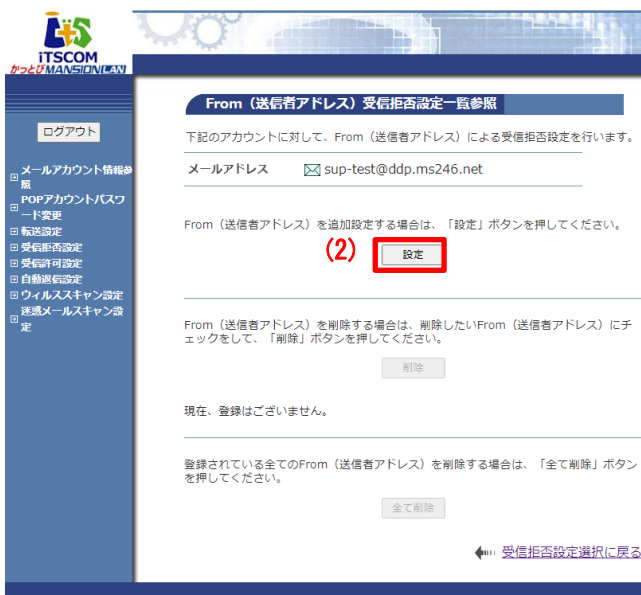 iTSCOM
かっとびMANSION LAN
From（送信者アドレス）受信拒否設定一覧参照
ログアウト
下記のアカウントに対して、From（送信者アドレス）による受信拒否設定を行います。
メールアドレス sup-test@ddp.ms246.net
メールアカウント情報参
照
POPアカウントパスワ
ード変更
転送設定
受信拒否設定
受信許可設定
自動返信設定
ウィルススキャン設定
迷惑メールスキャン設
定
From（送信者アドレス）を追加設定する場合は、「設定」ボタンを押してください。
(2) 設定
From（送信者アドレス）を削除する場合は、削除したいFrom（送信者アドレス）にチ
ェックをして、「削除」ボタンを押してください。
削除
現在、登録はございません。
登録されている全てのFrom（送信者アドレス）を削除する場合は、「全て削除」ボタン
を押してください。
全て削除
受信拒否設定選択に戻る